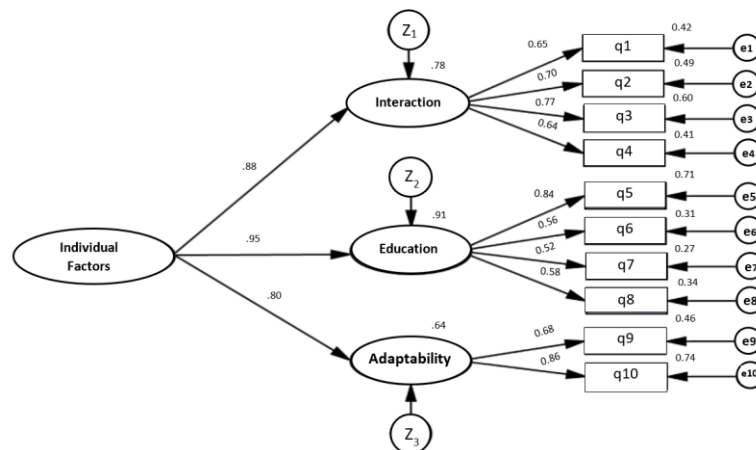 Z1
.78
Interaction
0.65
0.70
0.77
0.64
q1
0.42
e1
q2
0.49
e2
q3
0.60
e3
q4
0.41
e4
.88
Individual
Factors
.95
.80
Z2
.91
Education
0.84
0.56
0.52
0.58
q5
0.71
e5
q6
0.31
e6
q7
0.27
e7
q8
0.34
e8
.64
Adaptability
0.68
0.86
q9
0.46
e9
q10
0.74
e10
Z3